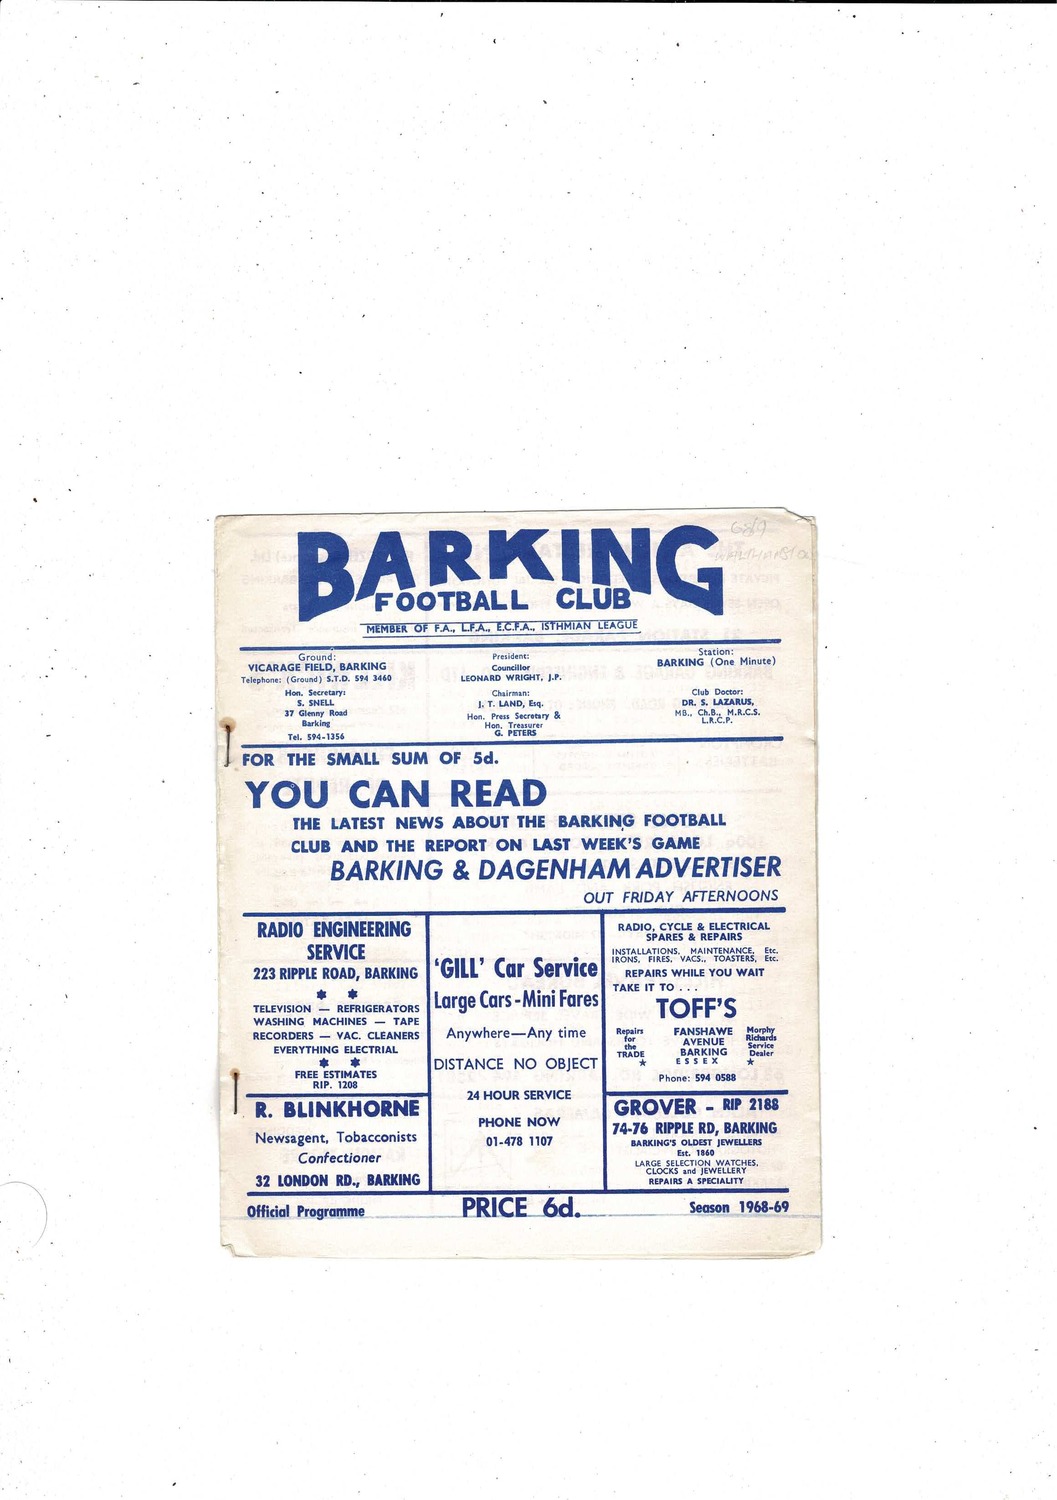 BARKING
FOOTBALL CLUB
MEMBER OF F.A., L.F.A., E.C.F.A., ISTHMIAN LEAGUE
68/9
Ground:
VICARAGE FIELD, BARKING
Telephone: (Ground) S.T.D. 594 3460
Hon. Secretary:
S. SNELL
37 Glenny Road
Barking
Tel. 594-1356
President:
Councillor
LEONARD WRIGHT, J.P.
Chairman:
J. T. LAND, Esq.
Hon. Press Secretary &
Hon. Treasurer
G. PETERS
Station:
BARKING (One Minute)
Club Doctor:
DR. S. LAZARUS,
MB., Ch.B., M.R.C.S.
L.R.C.P.
FOR THE SMALL SUM OF 5d.
YOU CAN READ
THE LATEST NEWS ABOUT THE BARKING FOOTBALL
CLUB AND THE REPORT ON LAST WEEK'S GAME
BARKING & DAGENHAM ADVERTISER
OUT FRIDAY AFTERNOONS
RADIO ENGINEERING
SERVICE
223 RIPPLE ROAD, BARKING
TELEVISION — REFRIGERATORS
WASHING MACHINES — TAPE
RECORDERS — VAC. CLEANERS
EVERYTHING ELECTRIAL
FREE ESTIMATES
RIP. 1208
R. BLINKHORNE
Newsagent, Tobacconists
Confectioner
32 LONDON RD., BARKING
'GILL' Car Service
Large Cars - Mini Fares
Anywhere—Any time
DISTANCE NO OBJECT
24 HOUR SERVICE
PHONE NOW
01-478 1107
RADIO, CYCLE & ELECTRICAL
SPARES & REPAIRS
INSTALLATIONS, MAINTENANCE, Etc.
IRONS, FIRES, VACS., TOASTERS, Etc.
REPAIRS WHILE YOU WAIT
TAKE IT TO . . .
TOFF'S
Repairs
for
the
TRADE
FANSHAWE
AVENUE
BARKING
ESSEX
Morphy
Richards
Service
Dealer
Phone: 594 0588
GROVER - RIP 2188
74-76 RIPPLE RD, BARKING
BARKING'S OLDEST JEWELLERS
Est. 1860
LARGE SELECTION WATCHES,
CLOCKS and JEWELLERY
REPAIRS A SPECIALITY
Official Programme
PRICE 6d.
Season 1968-69